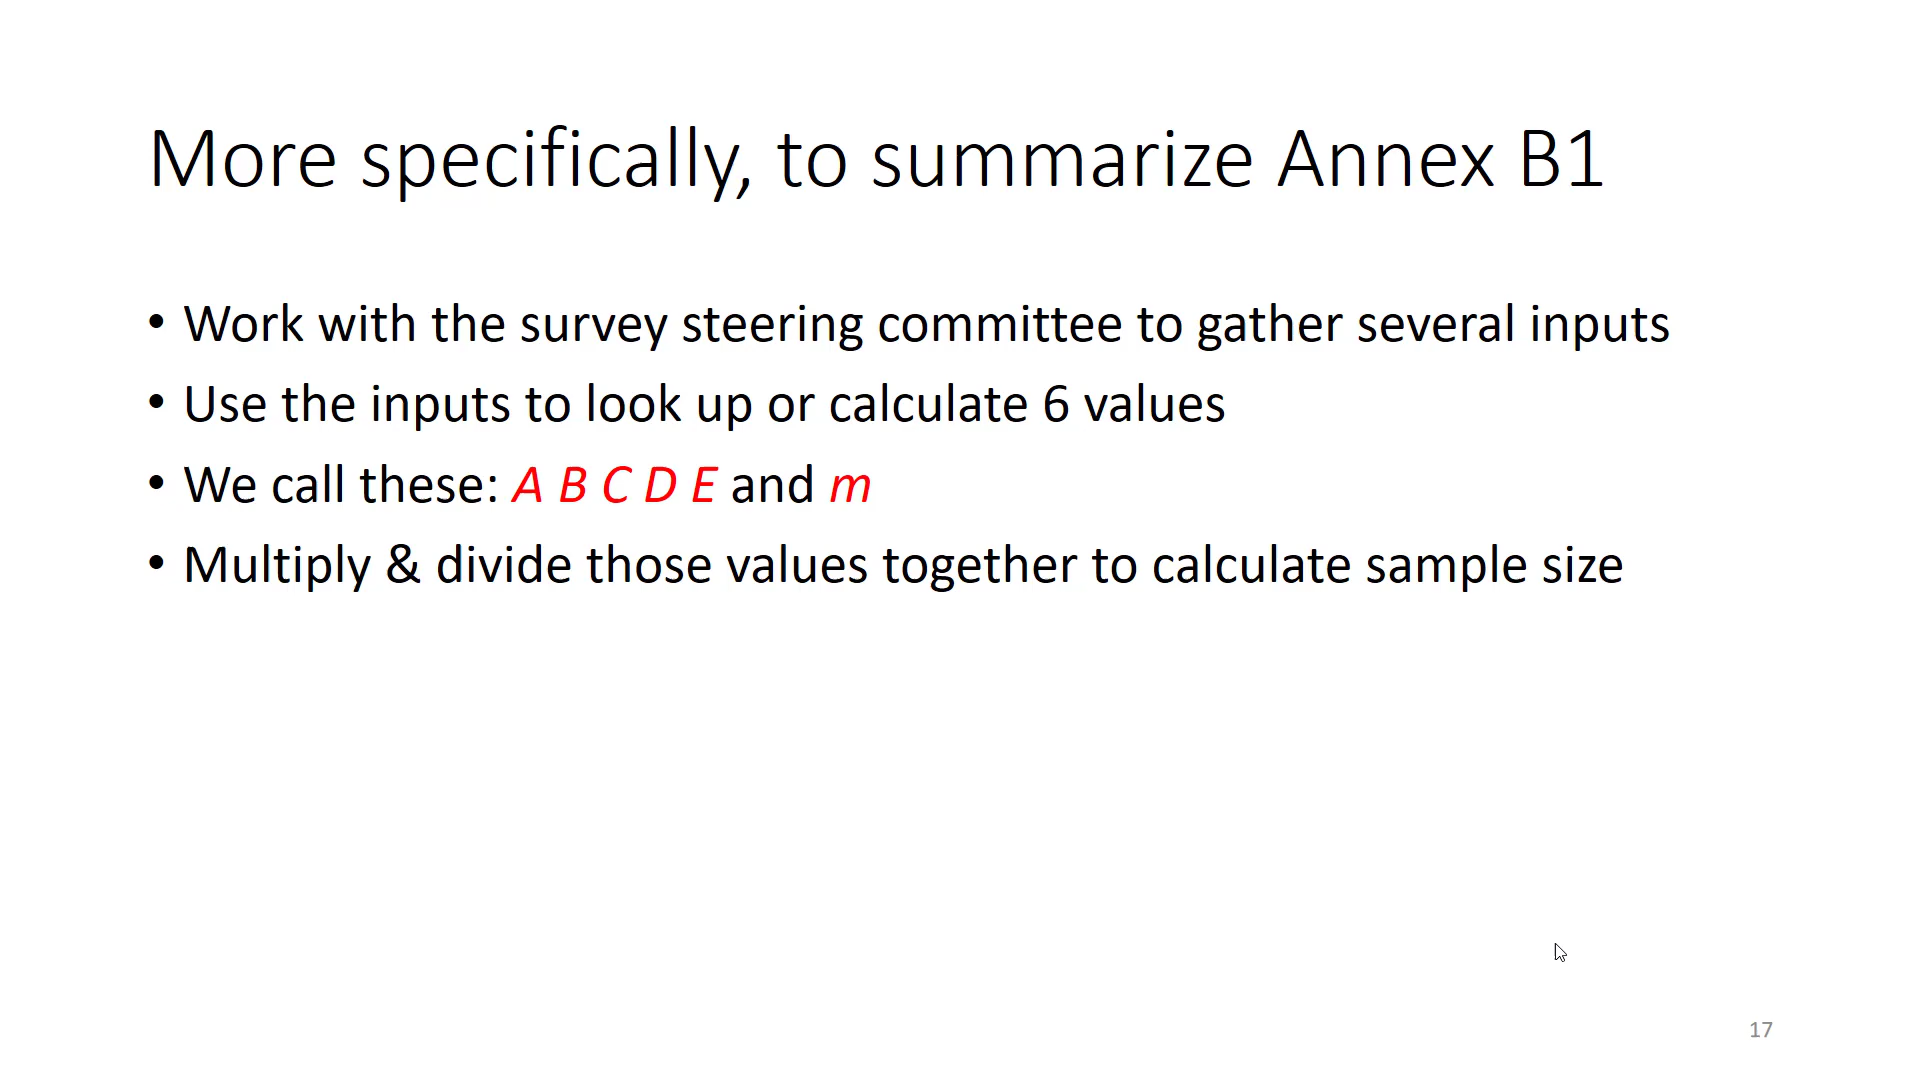 More specifically, to summarize Annex B1
• Work with the survey steering committee to gather several inputs
• Use the inputs to look up or calculate 6 values
• We call these: A B C D E and m
• Multiply & divide those values together to calculate sample size
17